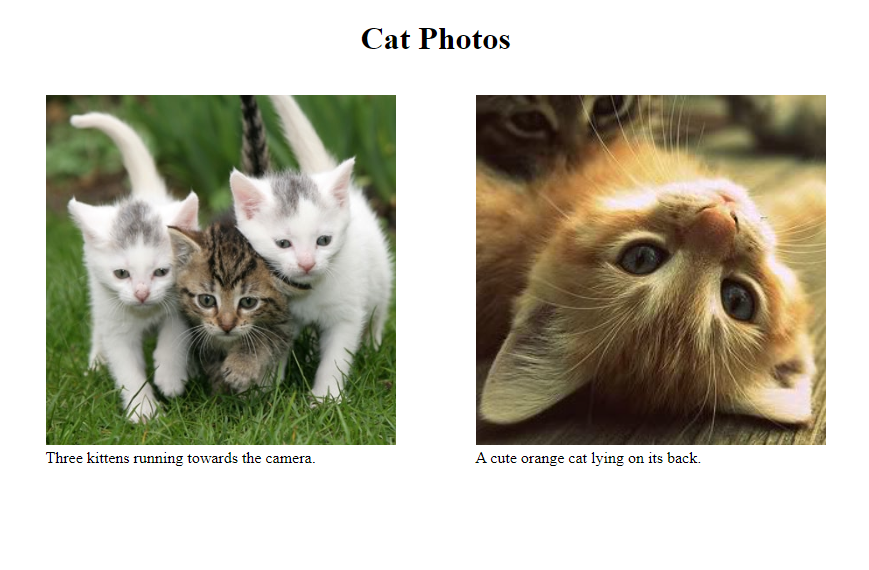 Cat Photos
Three kittens running towards the camera.
A cute orange cat lying on its back.